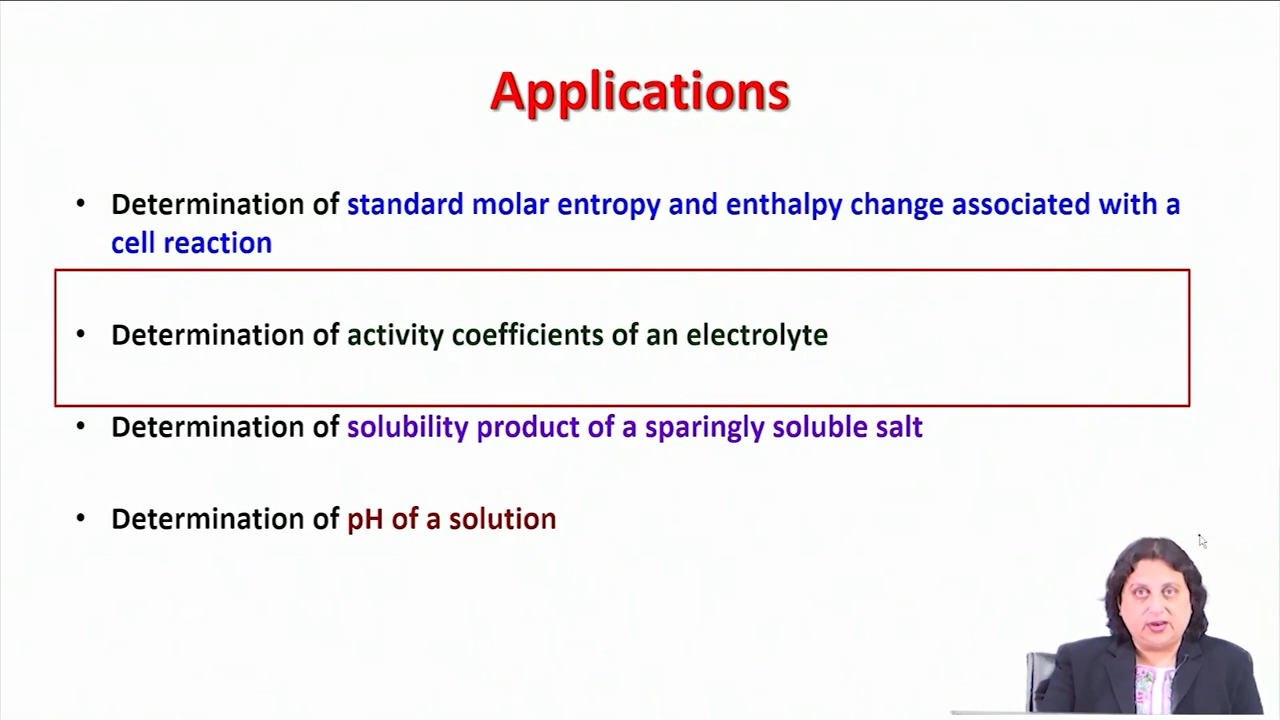 Applications
• Determination of standard molar entropy and enthalpy change associated with a
cell reaction
• Determination of activity coefficients of an electrolyte
• Determination of solubility product of a sparingly soluble salt
• Determination of pH of a solution